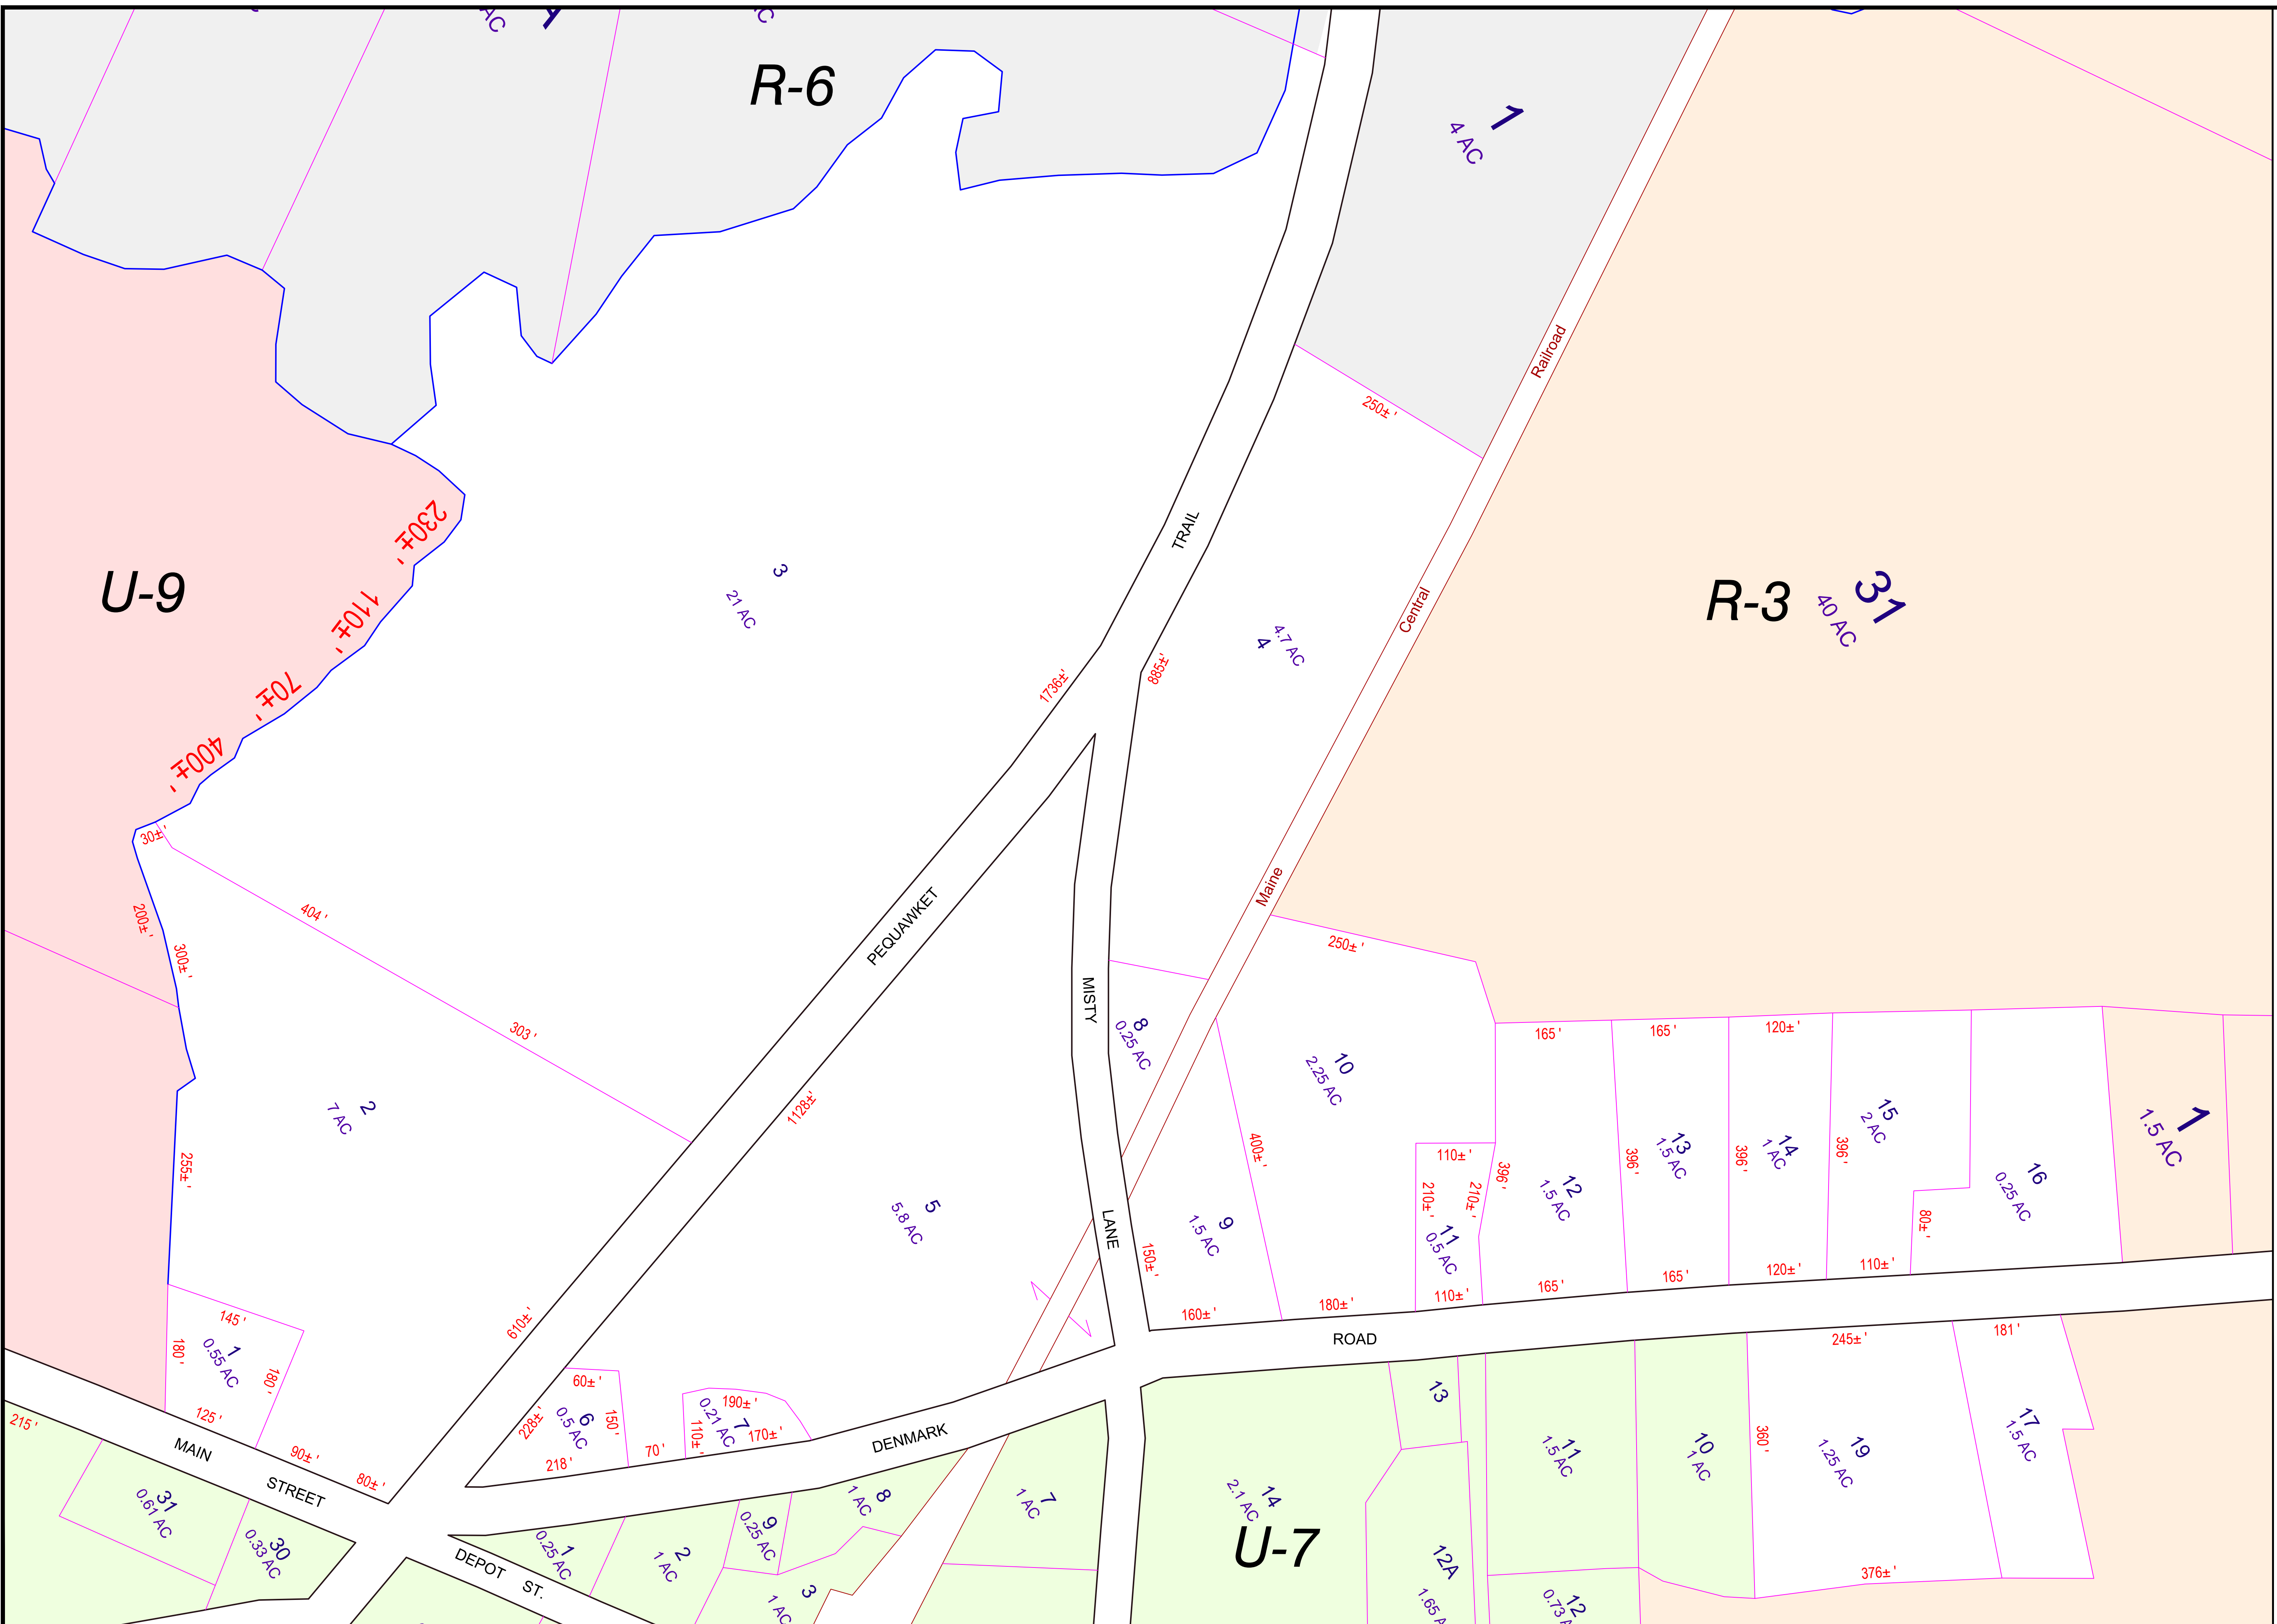 AC
R-6
1
4 AC
Railroad
250± '
230± '
TRAIL
3
21 AC
U-9
110± '
R-3
31
40 AC
Central
4
4.7 AC
885± '
1736± '
70± '
400± '
30± '
404 '
200± '
300± '
303 '
PEQUAWKET
Maine
250± '
MISTY
8
0.25 AC
10
2.25 AC
165 '
165 '
120± '
2
7 AC
1128± '
255± '
400± '
110± '
210± '
210± '
396 '
12
1.5 AC
396 '
13
1.5 AC
396 '
14
1 AC
396 '
15
2 AC
16
0.25 AC
80± '
1
1.5 AC
5
5.8 AC
LANE
150± '
9
1.5 AC
11
0.5 AC
160± '
180± '
110± '
165 '
165 '
120± '
110± '
145 '
180 '
1
0.55 AC
180 '
125 '
610± '
60± '
228± '
6
0.5 AC
150 '
218 '
70 '
190± '
7
0.21 AC
110± '
170± '
ROAD
DENMARK
245± '
181 '
215 '
MAIN
STREET
90± '
80± '
31
0.61 AC
30
0.33 AC
DEPOT ST.
1
0.25 AC
2
1 AC
9
0.25 AC
8
1 AC
3
1 AC
7
1 AC
14
2.1 AC
U-7
13
12A
1.65 A
11
1.5 AC
12
0.73 A
10
1 AC
360 '
19
1.25 AC
17
1.5 AC
376± '